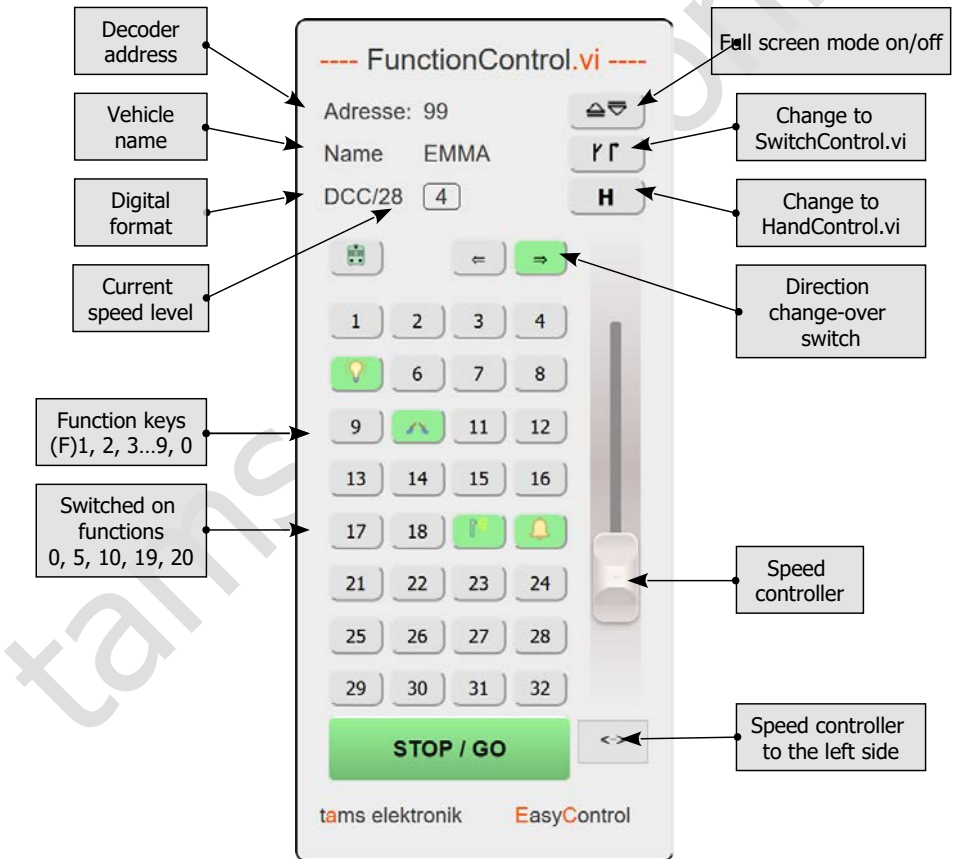 Decoder
address
Vehicle
name
Digital
format
Current
speed level
Function keys
(F)1, 2, 3...9, 0
Switched on
functions
0, 5, 10, 19, 20
---- FunctionControl.vi ----
Adresse: 99
Name EMMA
DCC/28 4
H
⇐ ⇒
1 2 3 4
6 7 8
9 11 12
13 14 15 16
17 18
21 22 23 24
25 26 27 28
29 30 31 32
STOP / GO
<->
tams elektronik EasyControl
Full screen mode on/off
Change to
SwitchControl.vi
Change to
HandControl.vi
Direction
change-over
switch
Speed
controller
Speed controller
to the left side
tams